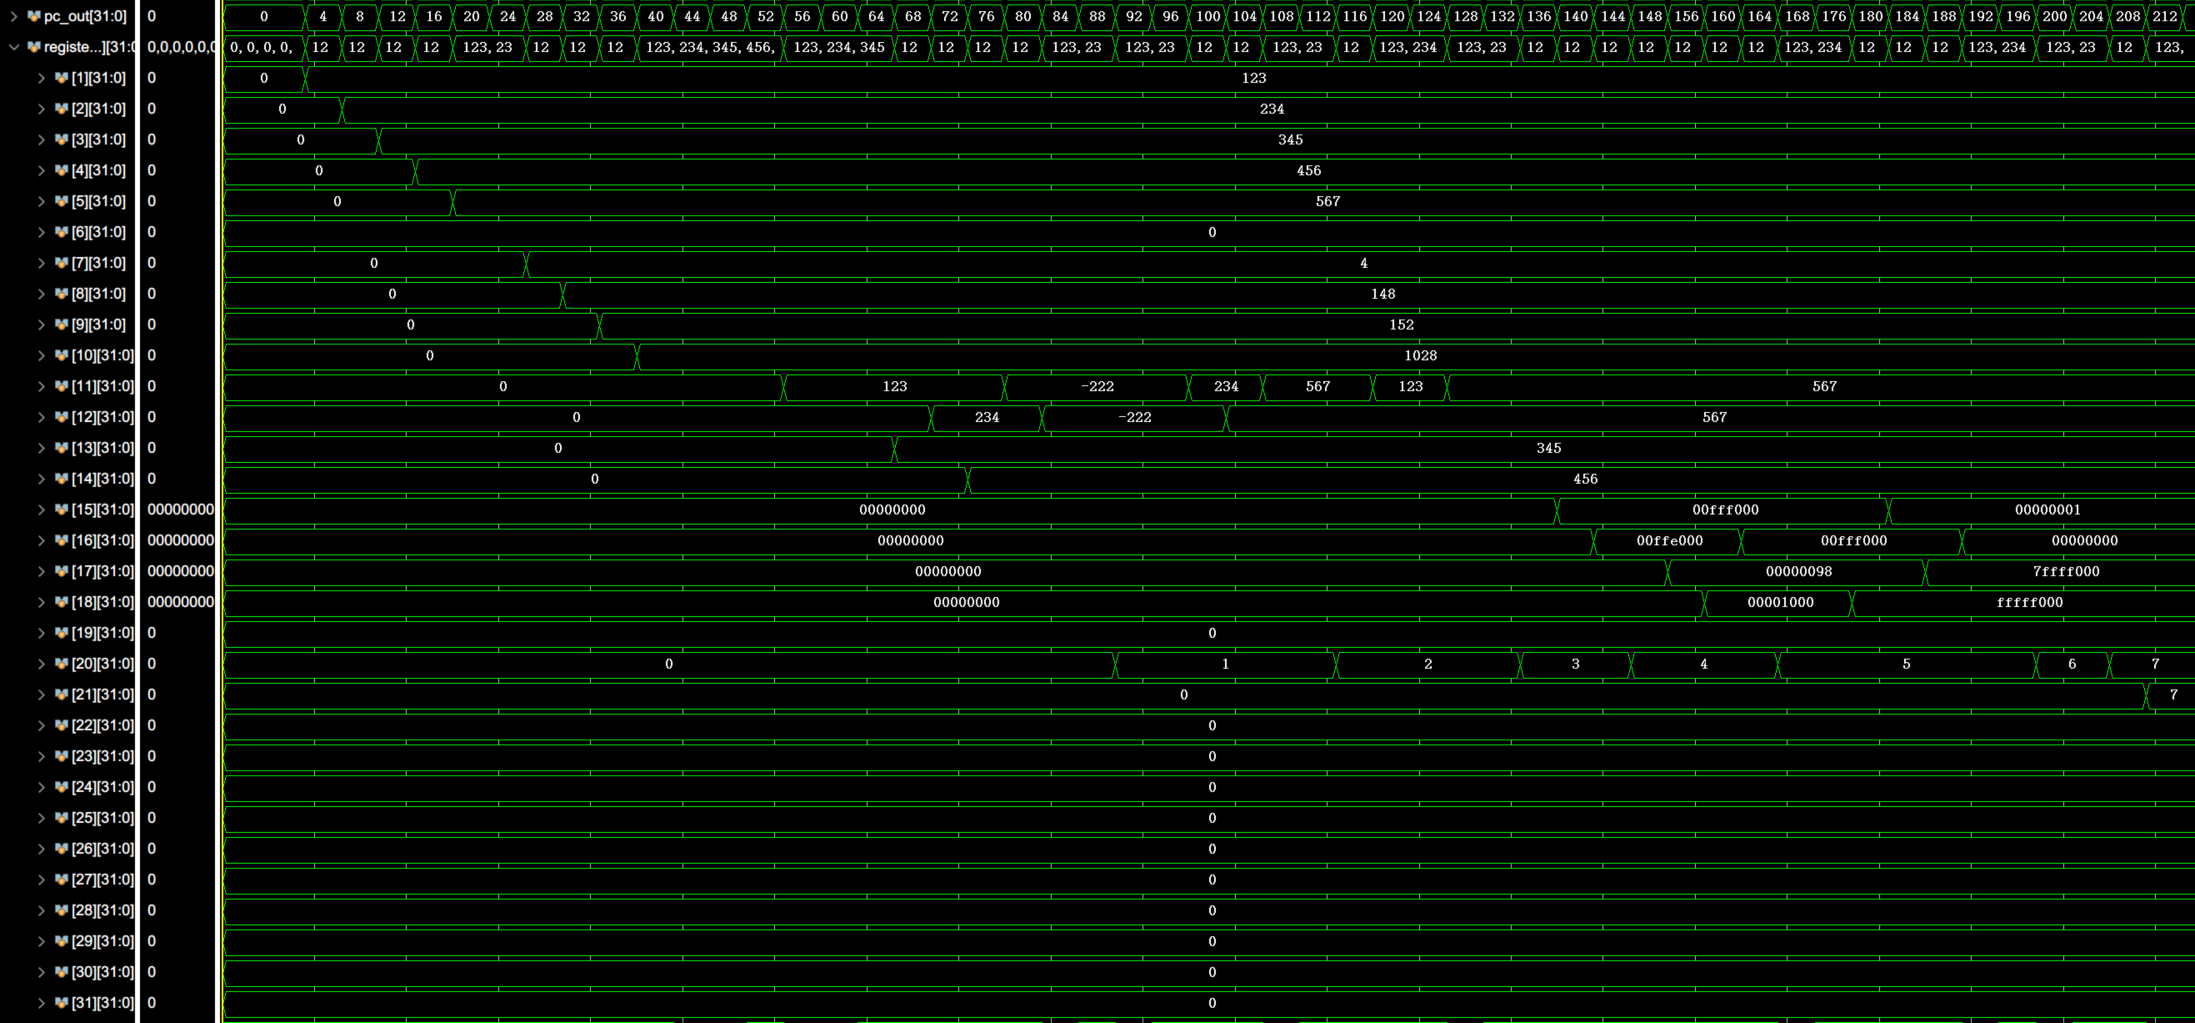 pc_out[31:0] 0 0 4 8 12 16 20 24 28 32 36 40 44 48 52 56 60 64 68 72 76 80 84 88 92 96 100 104 108 112 116 120 124 128 132 136 140 144 148 156 160 164 168 176 180 184 188 192 196 200 204 208 212
registe...][31:0 0,0,0,0,0,0 0, 0, 0, 0, 12 12 12 12 123, 23 12 12 12 123, 234, 345, 456, 123, 234, 345 12 12 12 12 123, 23 123, 23 12 12 123, 23 12 123, 234 123, 23 12 12 12 12 12 12 12 123, 234 12 12 12 123, 234 123, 23 12 123,
[1][31:0] 0 0 123
[2][31:0] 0 0 234
[3][31:0] 0 0 345
[4][31:0] 0 0 456
[5][31:0] 0 0 567
[6][31:0] 0 0
[7][31:0] 0 0 4
[8][31:0] 0 0 148
[9][31:0] 0 0 152
[10][31:0] 0 0 1028
[11][31:0] 0 0 123 -222 234 567 123 567
[12][31:0] 0 0 234 -222 567
[13][31:0] 0 0 345
[14][31:0] 0 0 456
[15][31:0] 00000000 00000000 00fff000 00000001
[16][31:0] 00000000 00000000 00ffe000 00fff000 00000000
[17][31:0] 00000000 00000000 00000098 7ffff000
[18][31:0] 00000000 00000000 00001000 fffff000
[19][31:0] 0 0
[20][31:0] 0 0 1 2 3 4 5 6 7
[21][31:0] 0 0 7
[22][31:0] 0 0
[23][31:0] 0 0
[24][31:0] 0 0
[25][31:0] 0 0
[26][31:0] 0 0
[27][31:0] 0 0
[28][31:0] 0 0
[29][31:0] 0 0
[30][31:0] 0 0
[31][31:0] 0 0